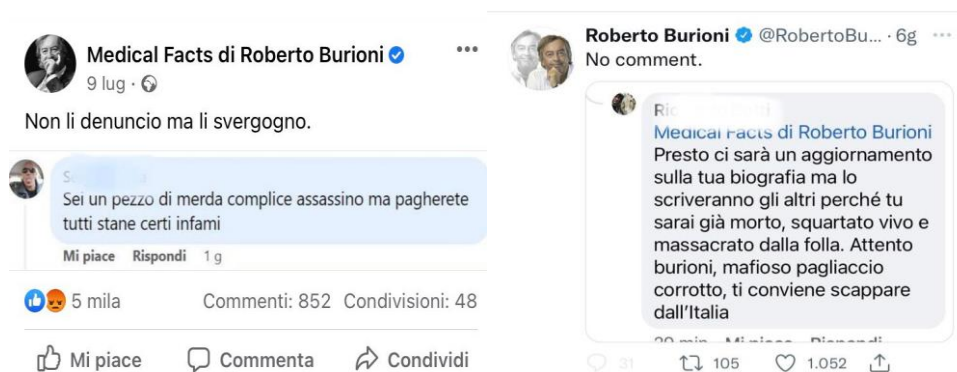 Medical Facts di Roberto Burioni
9 lug
Non li denuncio ma li svergogno.
Sei un pezzo di merda complice assassino ma pagherete
tutti stane certi infami
Mi piace Rispondi 1 g
5 mila Commenti: 852 Condivisioni: 48
Mi piace Commenta Condividi
Roberto Burioni @RobertoBu... · 6g
No comment.
Medical Facts di Roberto Burioni
Presto ci sarà un aggiornamento
sulla tua biografia ma lo
scriveranno gli altri perché tu
sarai già morto, squartato vivo e
massacrato dalla folla. Attento
burioni, mafioso pagliaccio
corrotto, ti conviene scappare
dall'Italia
31 105 1.052